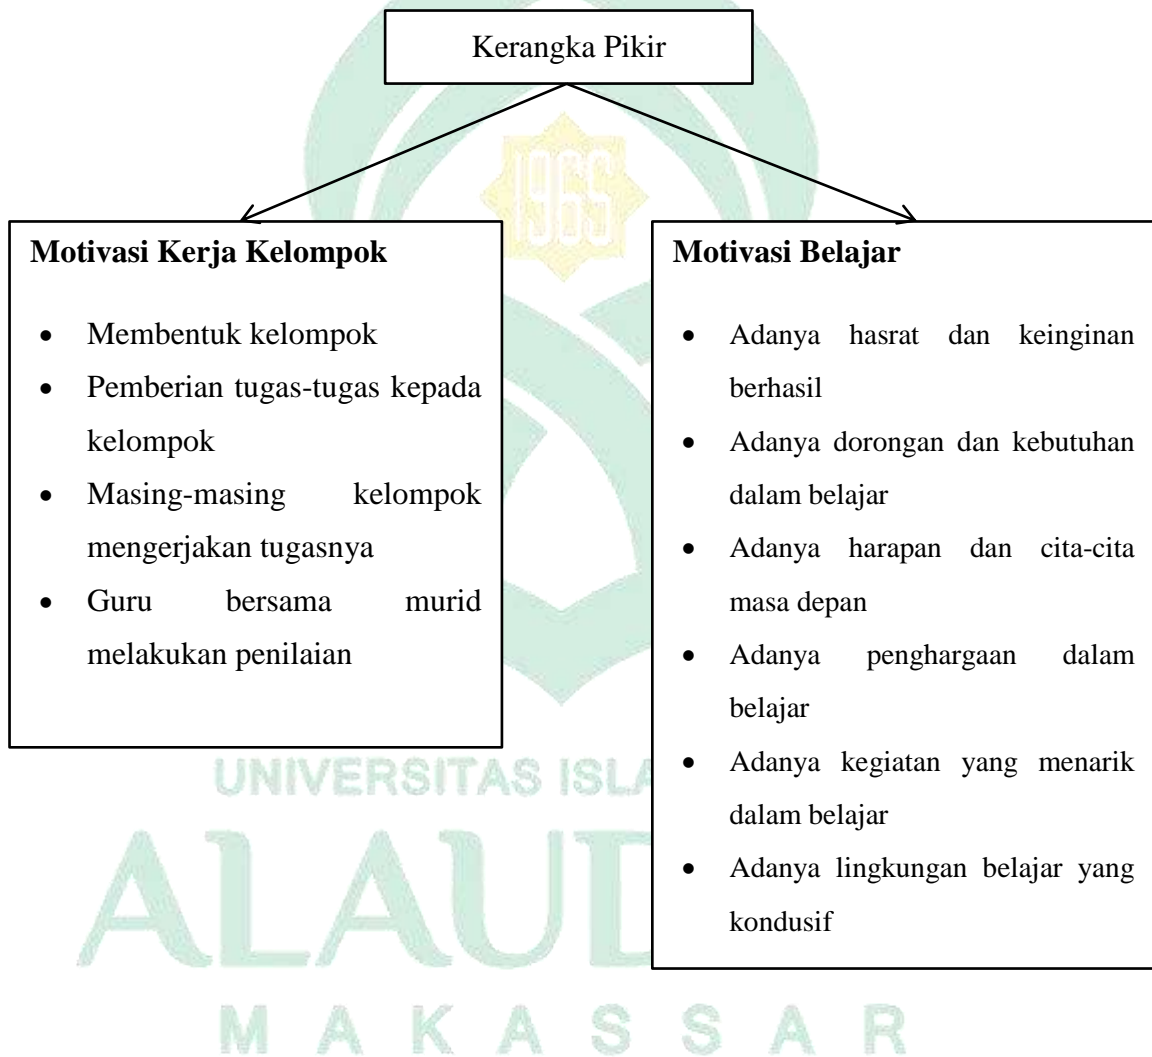 Kerangka Pikir
Motivasi Kerja Kelompok
• Membentuk kelompok
• Pemberian tugas-tugas kepada
kelompok
• Masing-masing kelompok
mengerjakan tugasnya
• Guru bersama murid
melakukan penilaian
Motivasi Belajar
• Adanya hasrat dan keinginan
berhasil
• Adanya dorongan dan kebutuhan
dalam belajar
• Adanya harapan dan cita-cita
masa depan
• Adanya penghargaan dalam
belajar
• Adanya kegiatan yang menarik
dalam belajar
• Adanya lingkungan belajar yang
kondusif
1965
UNIVERSITAS ISLA
ALAUD
MAKASSAR